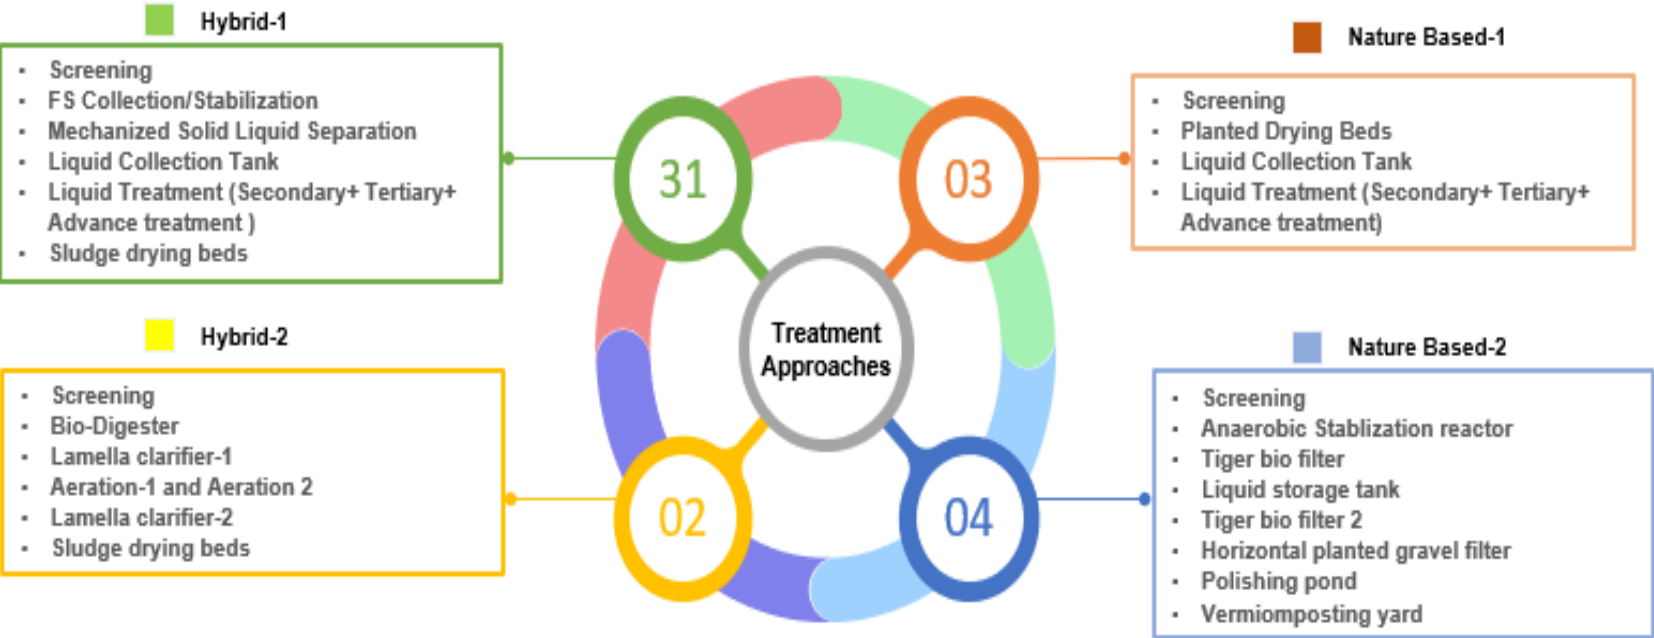 Hybrid-1
· Screening
· FS Collection/Stabilization
· Mechanized Solid Liquid Separation
· Liquid Collection Tank
· Liquid Treatment (Secondary+ Tertiary+
Advance treatment )
· Sludge drying beds
31
Nature Based-1
· Screening
· Planted Drying Beds
· Liquid Collection Tank
· Liquid Treatment (Secondary+ Tertiary+
Advance treatment)
03
Treatment
Approaches
Hybrid-2
· Screening
· Bio-Digester
· Lamella clarifier-1
· Aeration-1 and Aeration 2
· Lamella clarifier-2
· Sludge drying beds
02
Nature Based-2
· Screening
· Anaerobic Stablization reactor
· Tiger bio filter
· Liquid storage tank
· Tiger bio filter 2
· Horizontal planted gravel filter
· Polishing pond
· Vermiomposting yard
04